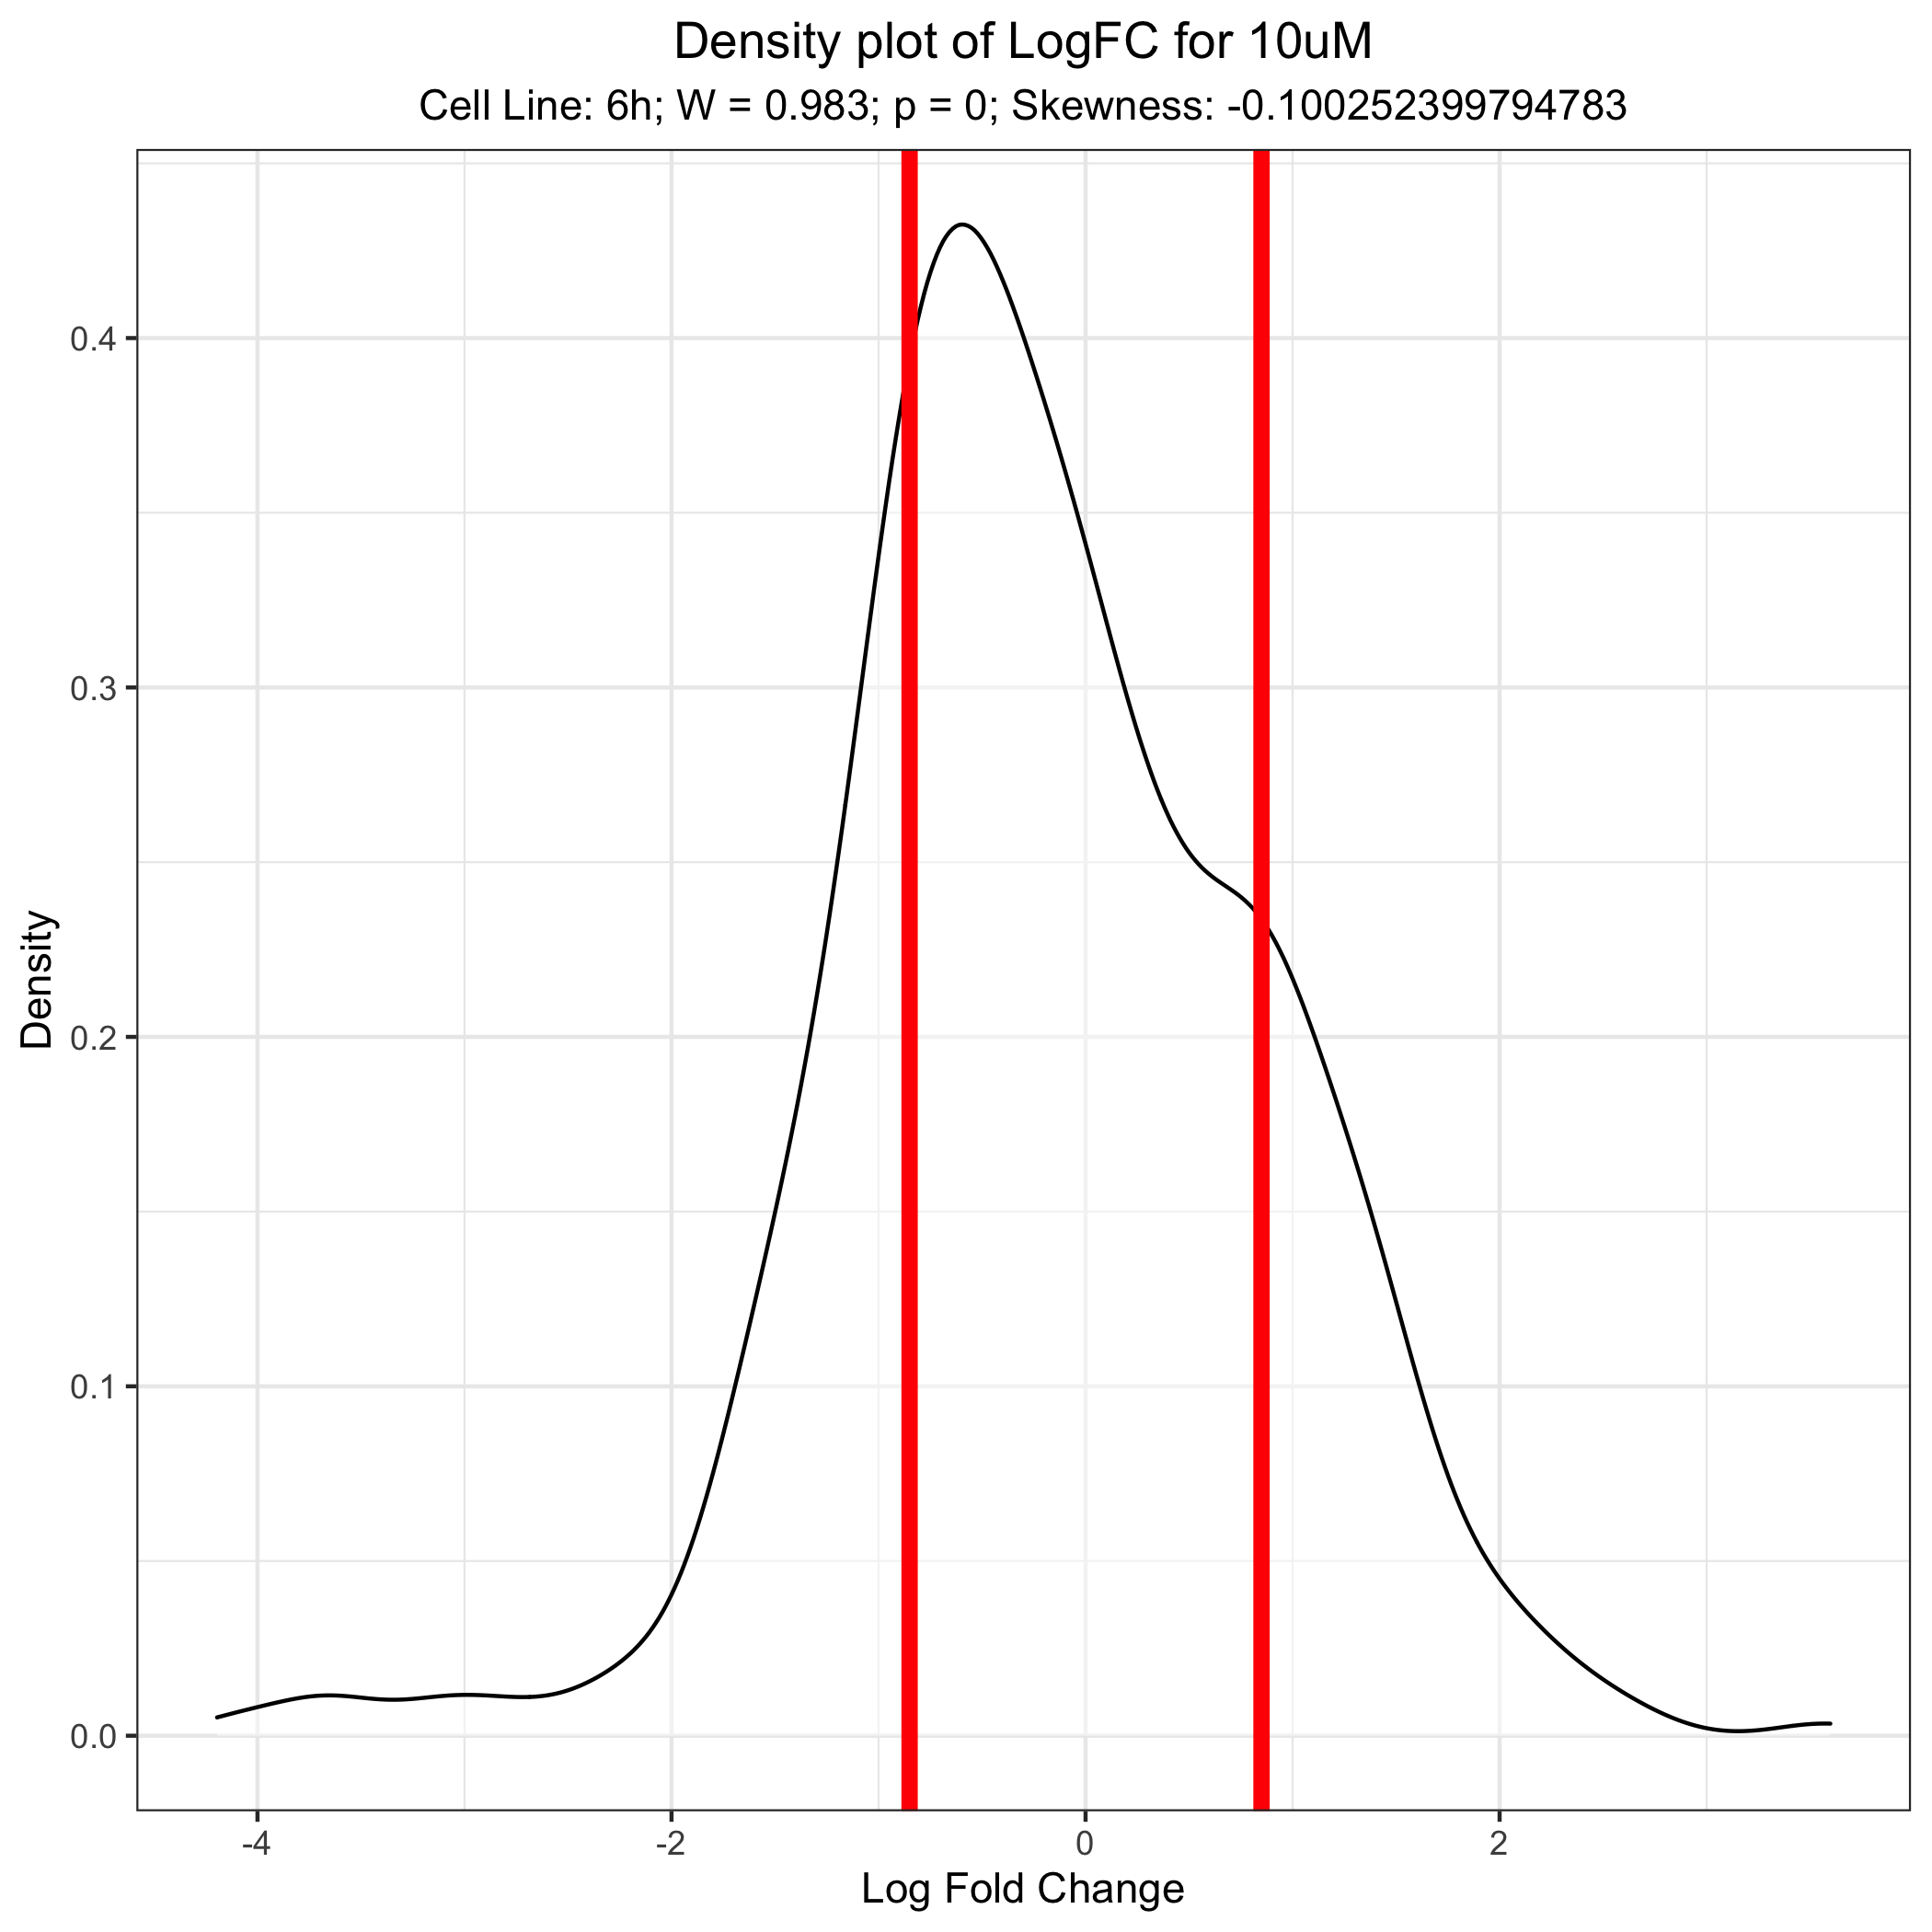 Density plot of LogFC for 10uM
Cell Line: 6h; W = 0.983; p = 0; Skewness: -0.100252399794783
Density
0.4
0.3
0.2
0.1
0.0
-4
-2
0
2
Log Fold Change